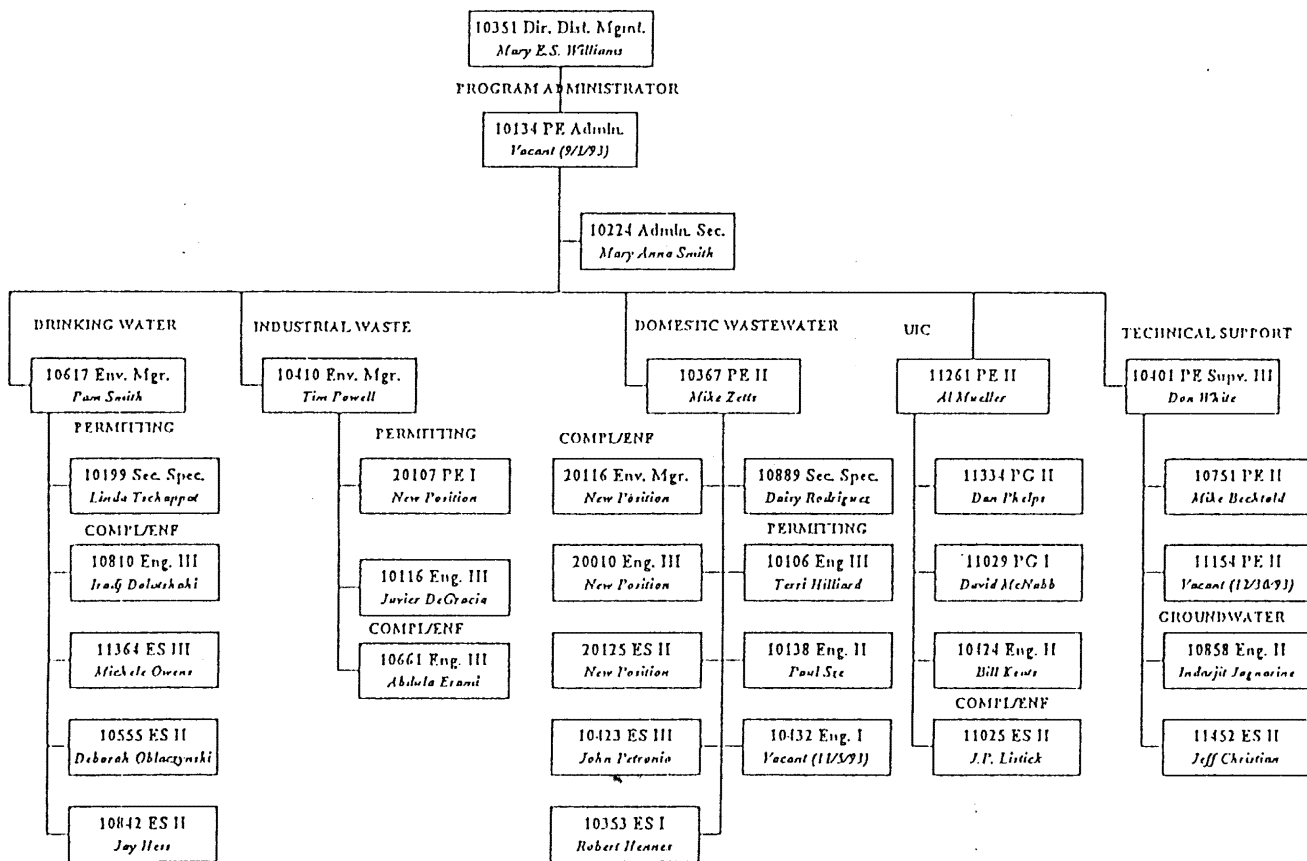 10351 Dir. Dist. Mgmt.
Mary E.S. Williams
PROGRAM ADMINISTRATOR
10134 PE Admin.
Vacant (9/1/93)
10224 Admin. Sec.
Mary Anna Smith
DRINKING WATER
10617 Env. Mgr.
Pam Smith
PERMITTING
10199 Sec. Spec.
Linda Tschappat
COMPL/ENF
10810 Eng. III
11364 ES III
Michele Owens
10555 ES II
Deborah Oblaczynski
10842 ES II
Jay Hess
INDUSTRIAL WASTE
10410 Env. Mgr.
Tim Powell
PERMITTING
20107 PE I
New Position
10116 Eng. III
Javier DeGracia
COMPL/ENF
10661 Eng. III
Abdula
DOMESTIC WASTEWATER
10367 PE II
Mike Zetts
COMPL/ENF
20116 Env. Mgr.
New Position
20010 Eng. III
New Position
20125 ES II
New Position
10423 ES III
John Petronio
10353 ES I
Robert Hennes
10889 Sec. Spec.
Daisy Rodriguez
PERMITTING
10106 Eng III
Terri Hilliard
10138 Eng. II
Paul
10432 Eng. I
Vacant (11/5/93)
UIC
11261 PE II
Al Mueller
11334 PG II
Dan Phelps
11029 PG I
David McNabb
10424 Eng. II
Bill
COMPL/ENF
11025 ES II
J.P. Listick
TECHNICAL SUPPORT
10401 PE Supv. III
Don White
10751 PE II
Mike Bechtold
11154 PE II
Vacant (12/30/93)
GROUNDWATER
10858 Eng. II
Indarjit Jagnarine
11452 ES II
Jeff Christian